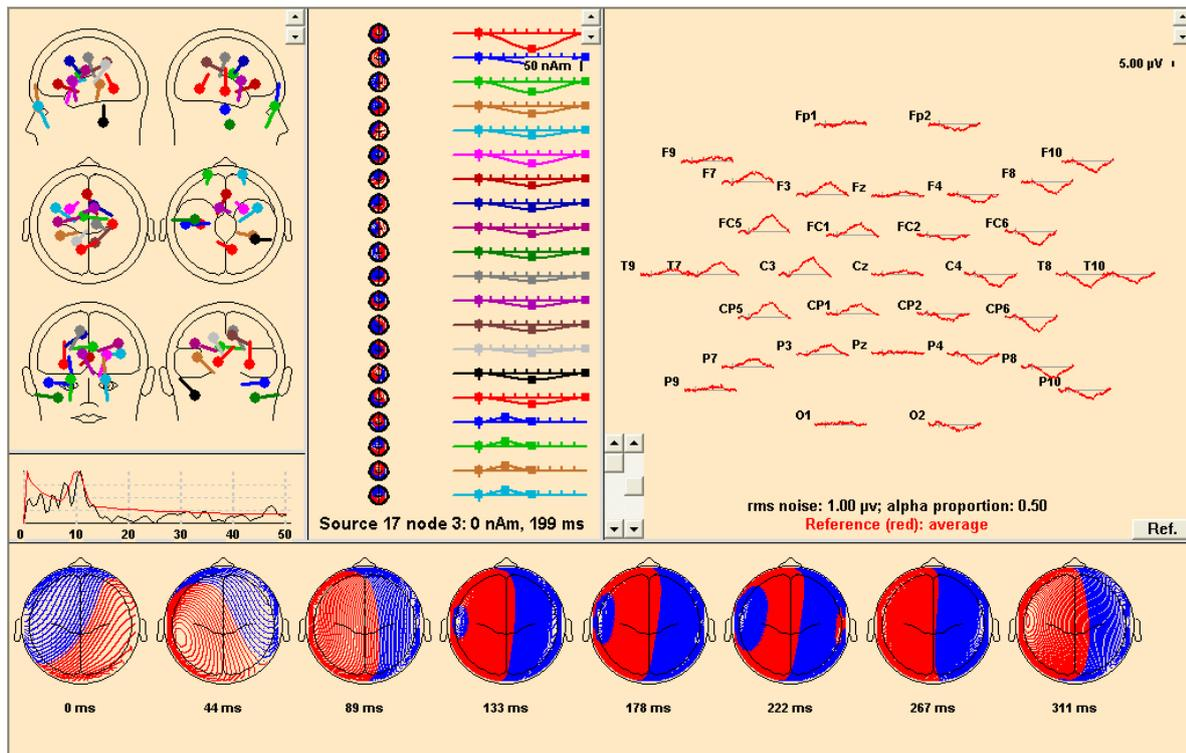 50 nAm
5.00 µV
Fp1 Fp2
F9 F10
F7 F3 Fz F4 F8
FC5 FC1 FC2 FC6
T9 T7 C3 Cz C4 T8 T10
CP5 CP1 CP2 CP6
P7 P3 Pz P4 P8
P9 P10
O1 O2
rms noise: 1.00 µv; alpha proportion: 0.50
Reference (red): average
Ref.
Source 17 node 3: 0 nAm, 199 ms
0 10 20 30 40 50
0 ms 44 ms 89 ms 133 ms 178 ms 222 ms 267 ms 311 ms